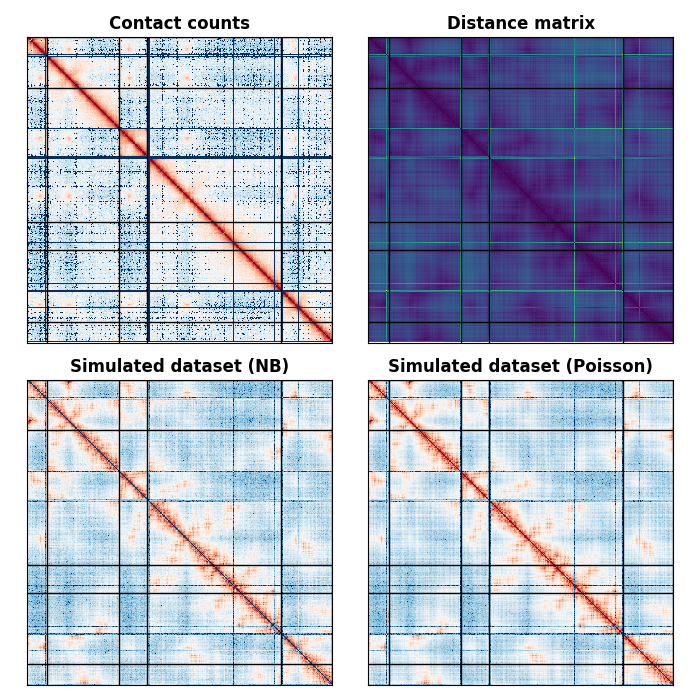 Contact counts
Distance matrix
Simulated dataset (NB)
Simulated dataset (Poisson)